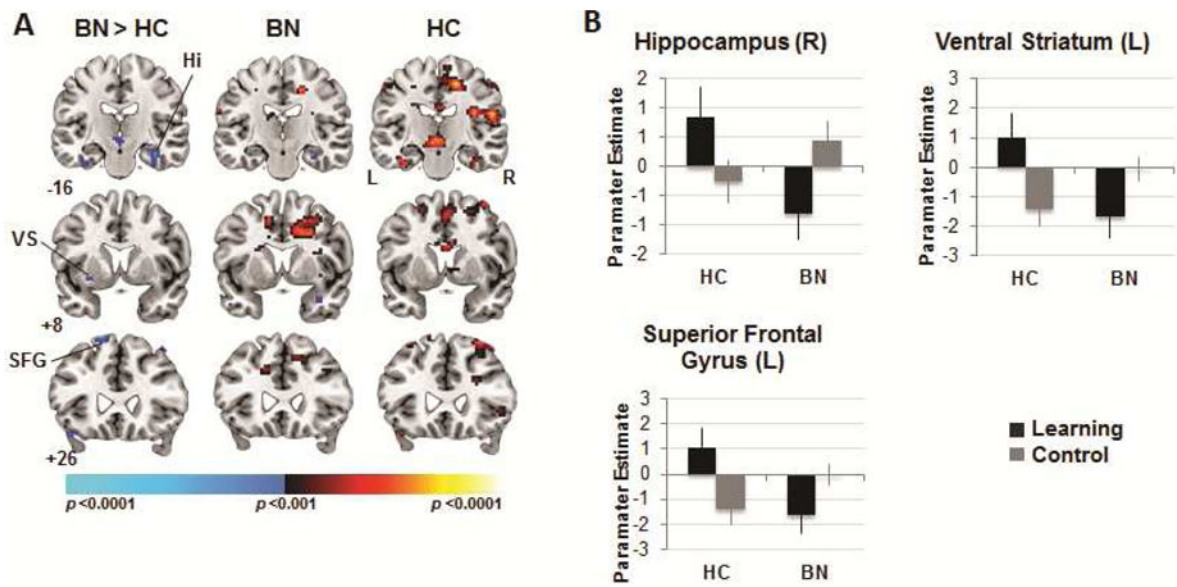 A
BN > HC
BN
HC
Hi
L
R
-16
VS
+8
SFG
+26
p <0.0001
p <0.001
p <0.0001
B
Hippocampus (R)
Paramater Estimate
2
1
1
0
-1
-1
-2
HC
BN
Ventral Striatum (L)
Paramater Estimate
3
2
1
0
-1
-2
-3
HC
BN
Superior Frontal
Gyrus (L)
Paramater Estimate
3
2
1
0
-1
-2
-3
HC
BN
Learning
Control